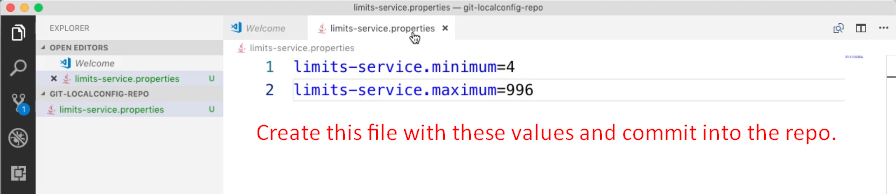 limits-service.properties — git-localconfig-repo
EXPLORER
Welcome
limits-service.properties
OPEN EDITORS
limits-service.properties
Welcome
1 limits-service.minimum=4
limits-service.properties U
2 limits-service.maximum=996
GIT-LOCALCONFIG-REPO
limits-service.properties U
1
Create this file with these values and commit into the repo.